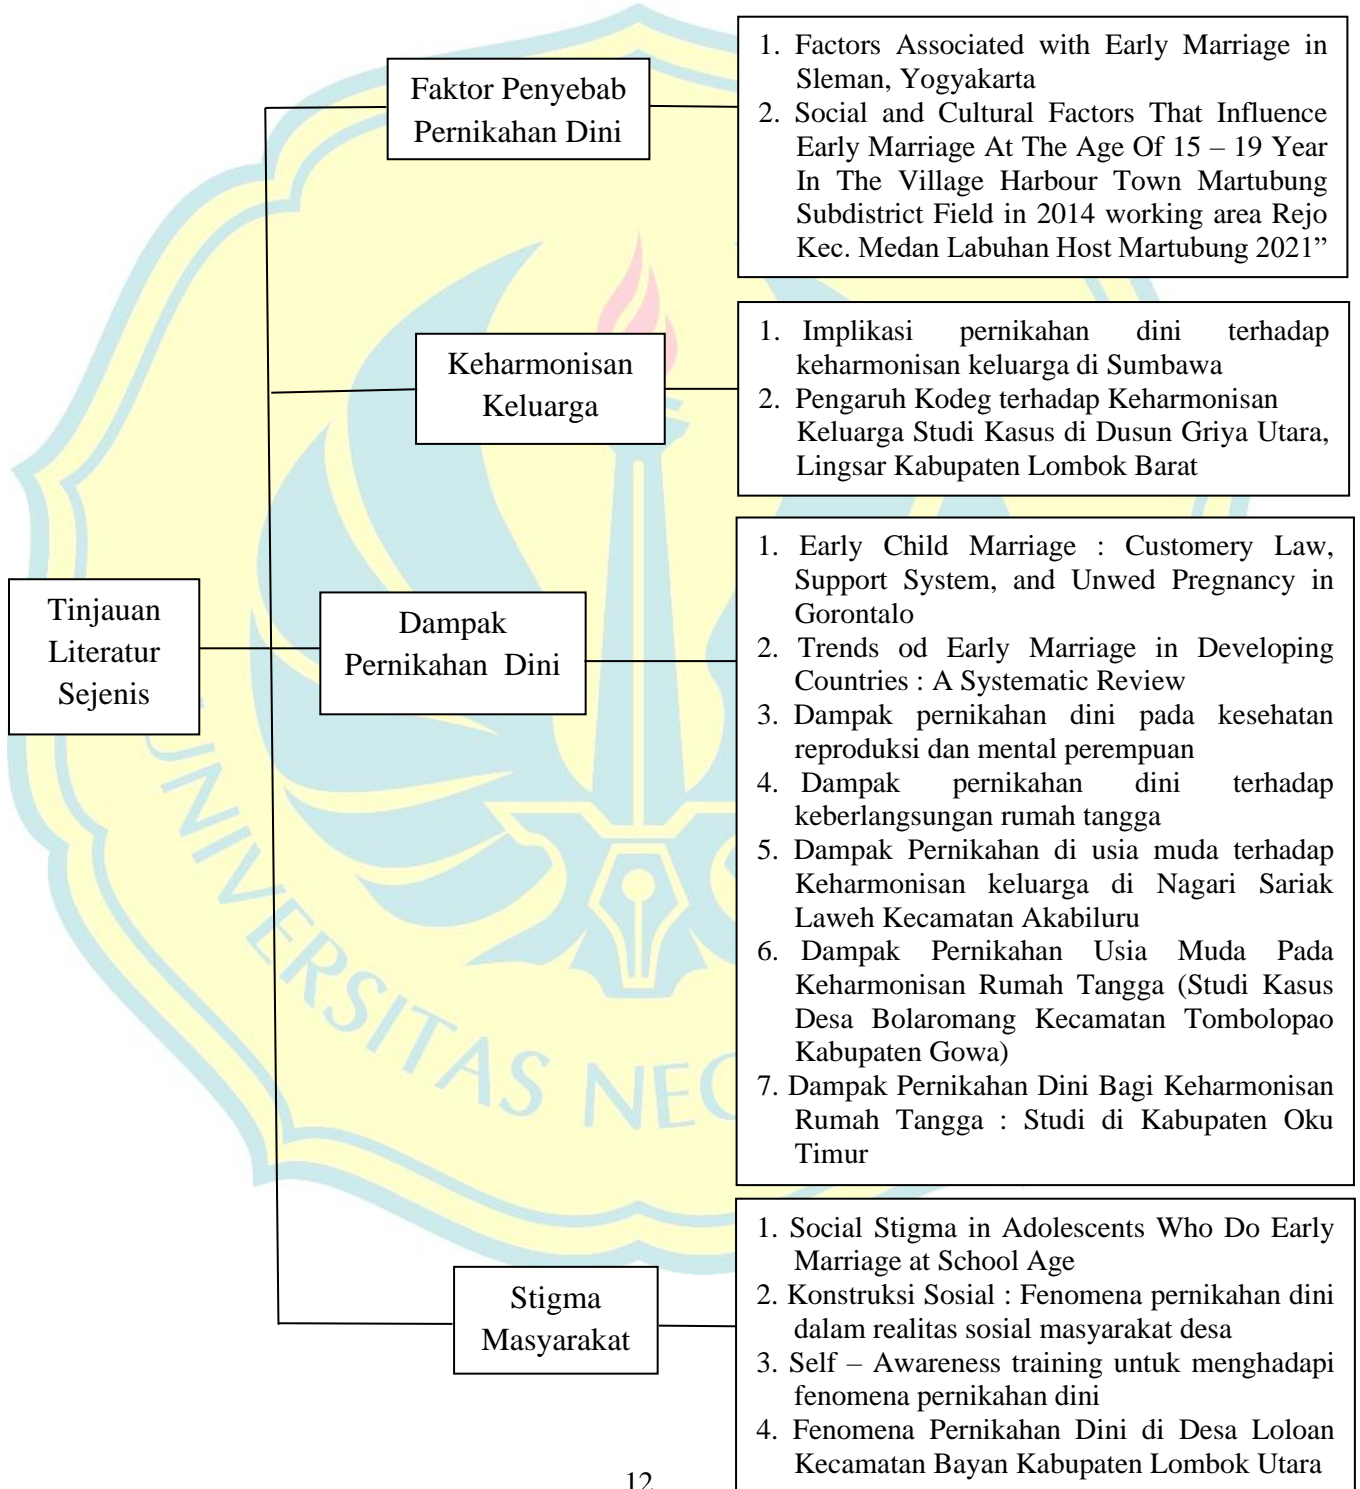 Tinjauan
Literatur
Sejenis
Faktor Penyebab
Pernikahan Dini
1. Factors Associated with Early Marriage in
Sleman, Yogyakarta
2. Social and Cultural Factors That Influence
Early Marriage At The Age Of 15 – 19 Year
In The Village Harbour Town Martubung
Subdistrict Field in 2014 working area Rejo
Kec. Medan Labuhan Host Martubung 2021”
Keharmonisan
Keluarga
1. Implikasi pernikahan dini terhadap
keharmonisan keluarga di Sumbawa
2. Pengaruh Kodeg terhadap Keharmonisan
Keluarga Studi Kasus di Dusun Griya Utara,
Lingsar Kabupaten Lombok Barat
Dampak
Pernikahan Dini
1. Early Child Marriage : Customery Law,
Support System, and Unwed Pregnancy in
Gorontalo
2. Trends od Early Marriage in Developing
Countries : A Systematic Review
3. Dampak pernikahan dini pada kesehatan
reproduksi dan mental perempuan
4. Dampak pernikahan dini terhadap
keberlangsungan rumah tangga
5. Dampak Pernikahan di usia muda terhadap
Keharmonisan keluarga di Nagari Sariak
Laweh Kecamatan Akabiluru
6. Dampak Pernikahan Usia Muda Pada
Keharmonisan Rumah Tangga (Studi Kasus
Desa Bolaromang Kecamatan Tombolopao
Kabupaten Gowa)
7. Dampak Pernikahan Dini Bagi Keharmonisan
Rumah Tangga : Studi di Kabupaten Oku
Timur
Stigma
Masyarakat
1. Social Stigma in Adolescents Who Do Early
Marriage at School Age
2. Konstruksi Sosial : Fenomena pernikahan dini
dalam realitas sosial masyarakat desa
3. Self – Awareness training untuk menghadapi
fenomena pernikahan dini
4. Fenomena Pernikahan Dini di Desa Loloan
Kecamatan Bayan Kabupaten Lombok Utara
UNIVERSITAS
12